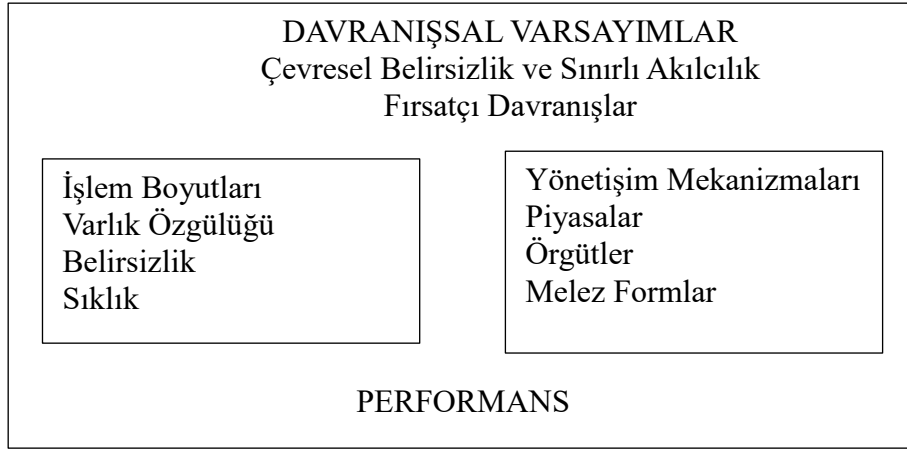 DAVRANIŞSAL VARSAYIMLAR
Çevresel Belirsizlik ve Sınırlı Akılcılık
Fırsatçı Davranışlar
İşlem Boyutları
Varlık Özgülüğü
Belirsizlik
Sıklık
Yönetişim Mekanizmaları
Piyasalar
Örgütler
Melez Formlar
PERFORMANS